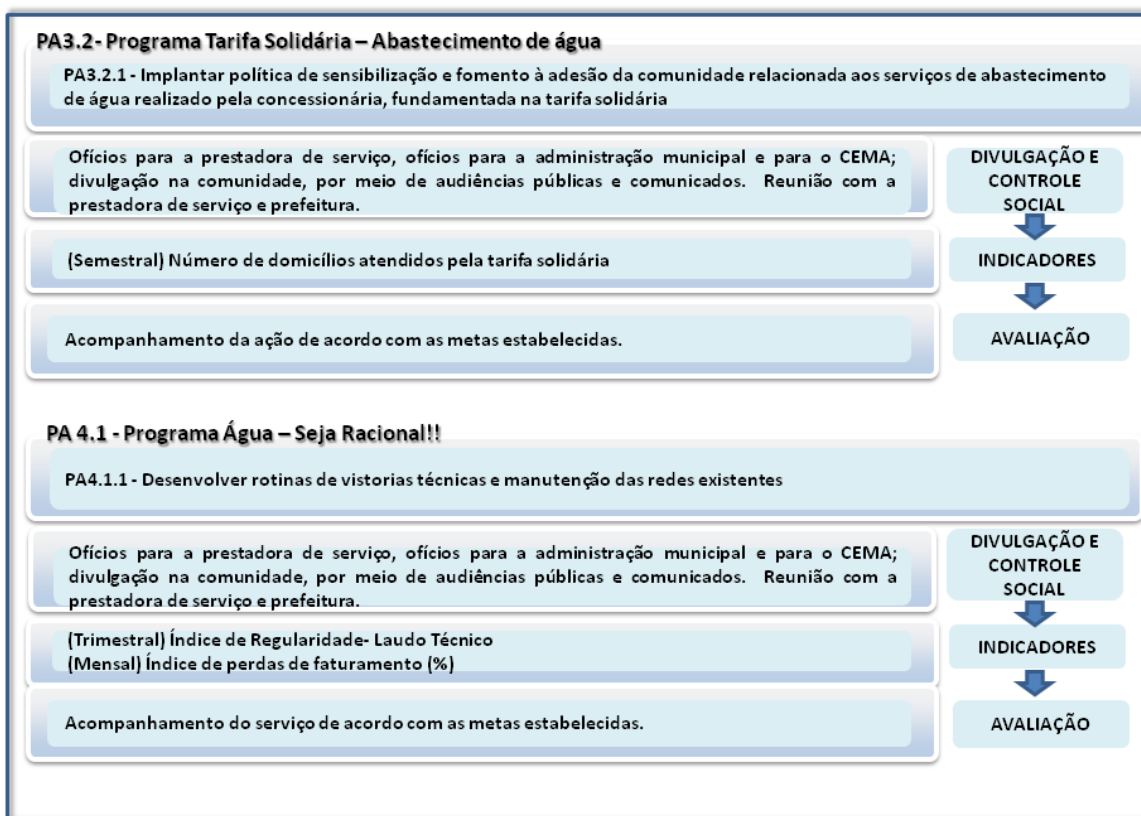 PA3.2- Programa Tarifa Solidária – Abastecimento de água
PA3.2.1 - Implantar política de sensibilização e fomento à adesão da comunidade relacionada aos serviços de abastecimento
de água realizado pela concessionária, fundamentada na tarifa solidária
Ofícios para a prestadora de serviço, ofícios para a administração municipal e para o CEMA;
divulgação na comunidade, por meio de audiências públicas e comunicados. Reunião com a
prestadora de serviço e prefeitura.
DIVULGAÇÃO E
CONTROLE
SOCIAL
(Semestral) Número de domicílios atendidos pela tarifa solidária
INDICADORES
Acompanhamento da ação de acordo com as metas estabelecidas.
AVALIAÇÃO
PA 4.1 - Programa Água – Seja Racional!!
PA4.1.1 - Desenvolver rotinas de vistorias técnicas e manutenção das redes existentes
Ofícios para a prestadora de serviço, ofícios para a administração municipal e para o CEMA;
divulgação na comunidade, por meio de audiências públicas e comunicados. Reunião com a
prestadora de serviço e prefeitura.
DIVULGAÇÃO E
CONTROLE
SOCIAL
(Trimestral) Índice de Regularidade- Laudo Técnico
(Mensal) Índice de perdas de faturamento (%)
INDICADORES
Acompanhamento do serviço de acordo com as metas estabelecidas.
AVALIAÇÃO